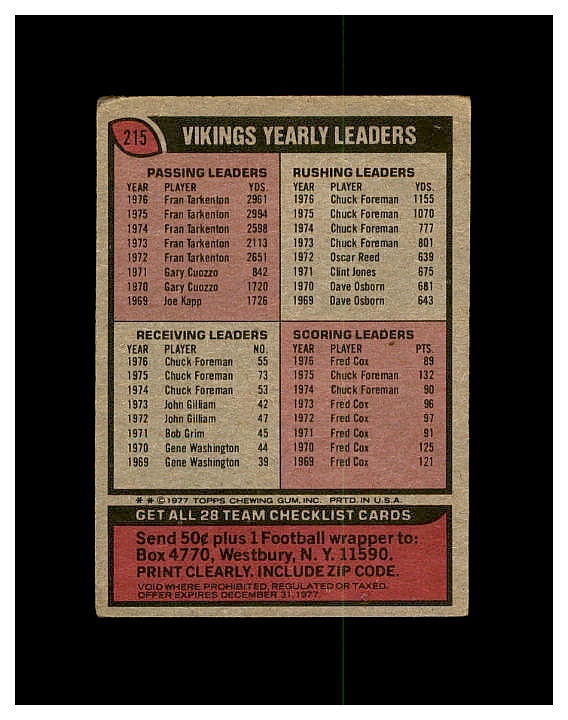 215 VIKINGS YEARLY LEADERS
PASSING LEADERS
YEAR PLAYER YDS.
1976 Fran Tarkenton 2961
1975 Fran Tarkenton 2994
1974 Fran Tarkenton 2598
1973 Fran Tarkenton 2113
1972 Fran Tarkenton 2651
1971 Gary Cuozzo 842
1970 Gary Cuozzo 1720
1969 Joe Kapp 1726
RUSHING LEADERS
YEAR PLAYER YDS.
1976 Chuck Foreman 1155
1975 Chuck Foreman 1070
1974 Chuck Foreman 777
1973 Chuck Foreman 801
1972 Oscar Reed 639
1971 Clint Jones 675
1970 Dave Osborn 681
1969 Dave Osborn 643
RECEIVING LEADERS
YEAR PLAYER NO.
1976 Chuck Foreman 55
1975 Chuck Foreman 73
1974 Chuck Foreman 53
1973 John Gilliam 42
1972 John Gilliam 47
1971 Bob Grim 45
1970 Gene Washington 44
1969 Gene Washington 39
SCORING LEADERS
YEAR PLAYER PTS.
1976 Fred Cox 89
1975 Chuck Foreman 132
1974 Chuck Foreman 90
1973 Fred Cox 96
1972 Fred Cox 97
1971 Fred Cox 91
1970 Fred Cox 125
1969 Fred Cox 121
* * © 1977 TOPPS CHEWING GUM, INC. PRTD. IN U.S.A.
GET ALL 28 TEAM CHECKLIST CARDS
Send 50¢ plus 1 Football wrapper to:
Box 4770, Westbury, N. Y. 11590.
PRINT CLEARLY. INCLUDE ZIP CODE.
VOID WHERE PROHIBITED, REGULATED OR TAXED.
OFFER EXPIRES DECEMBER 31, 1977.